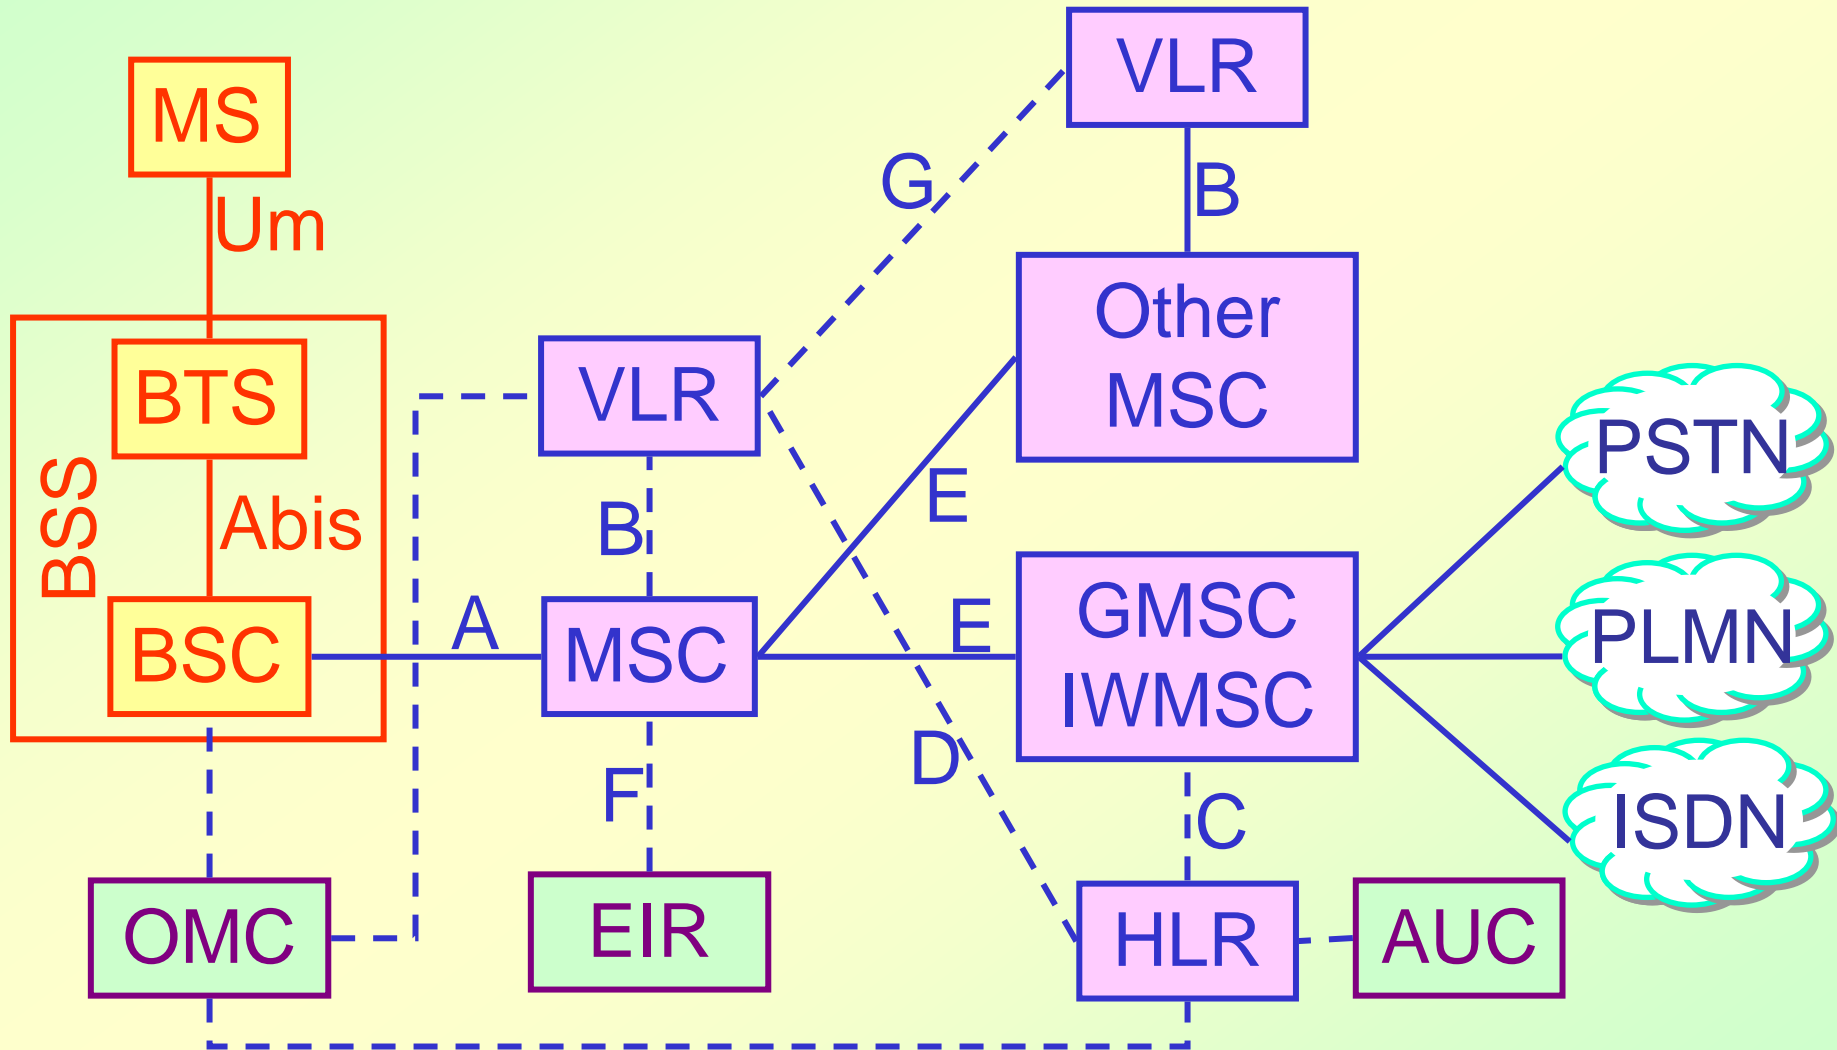 VLR
MS
G
B
Um
Other
MSC
BTS
VLR
PSTN
BSS
Abis
B
E
A
E
GMSC
IWMSC
BSC
MSC
PLMN
D
F
C
ISDN
OMC
EIR
HLR
AUC